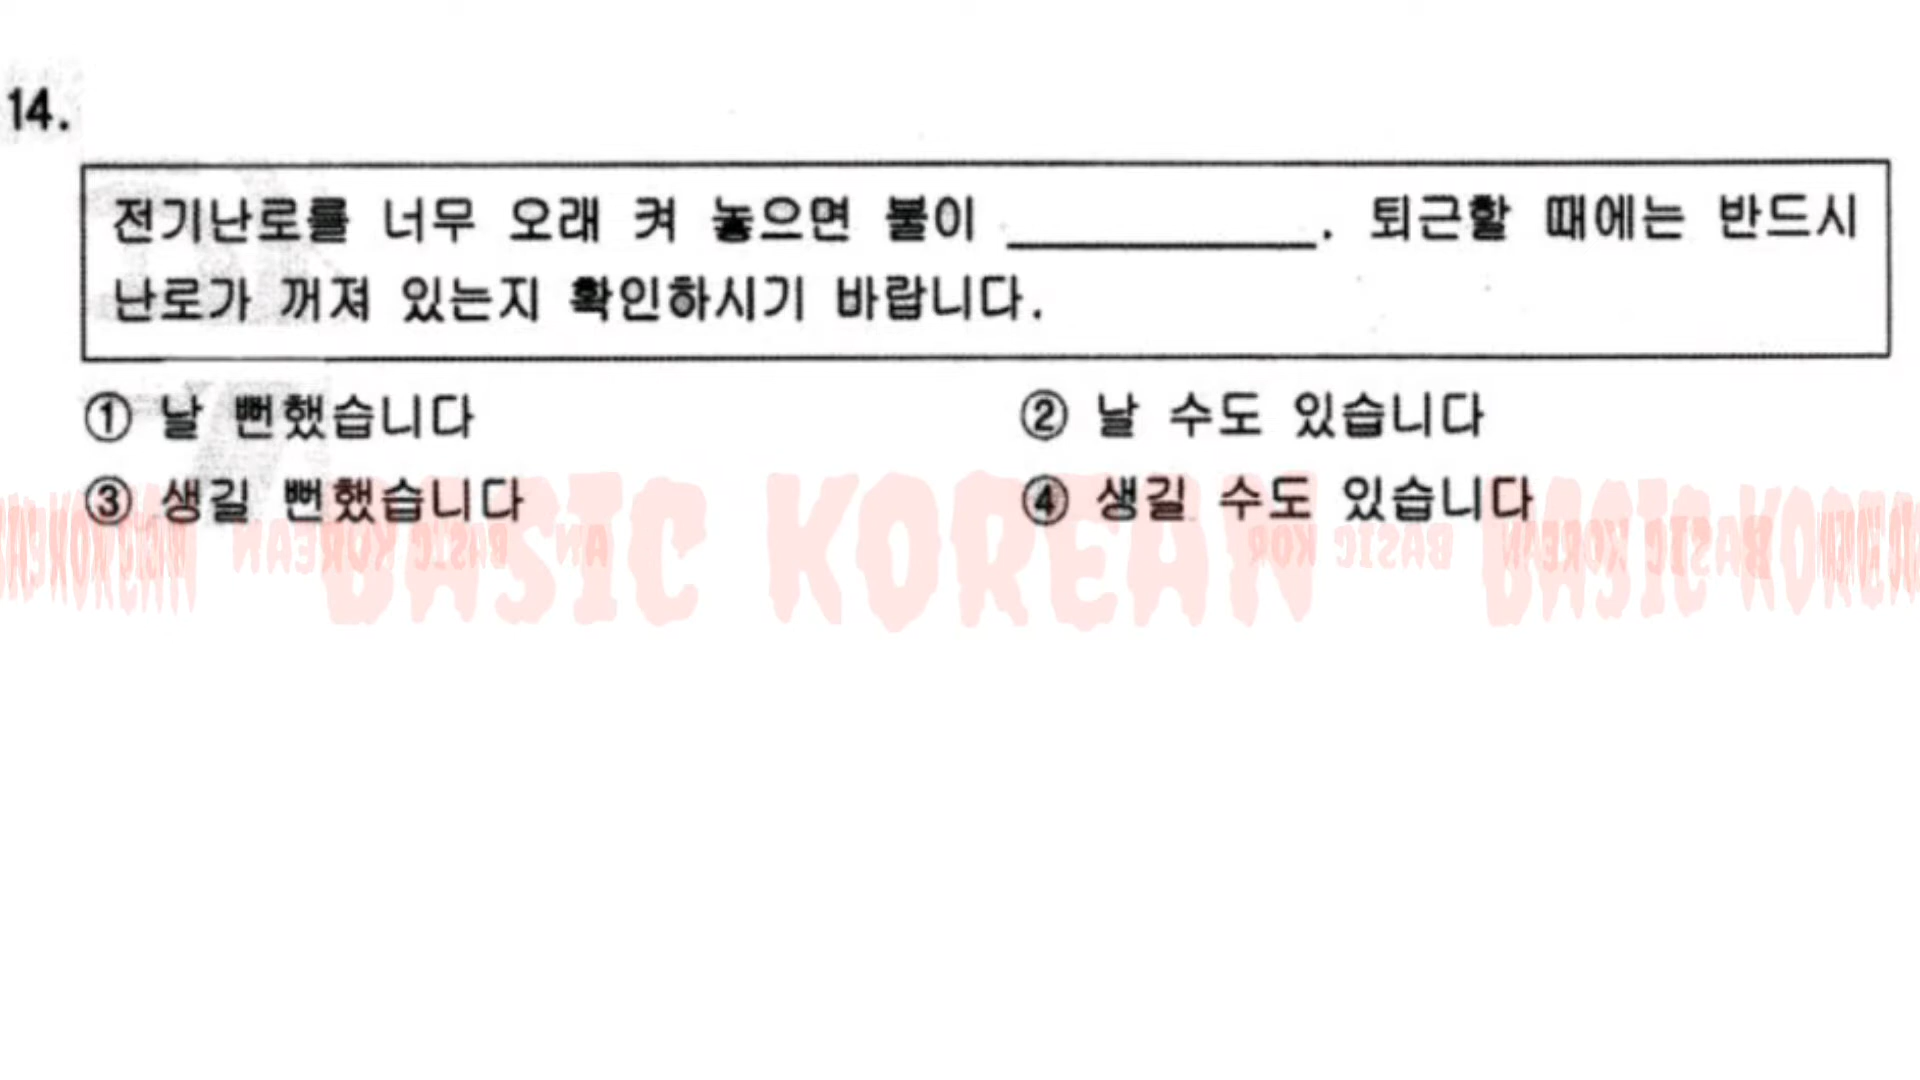 14.
전기난로를 너무 오래 켜 놓으면 불이 ____________. 퇴근할 때에는 반드시
난로가 꺼져 있는지 확인하시기 바랍니다.
① 날 뻔했습니다 ② 날 수도 있습니다
③ 생길 뻔했습니다 ④ 생길 수도 있습니다
BASIC KOREAN